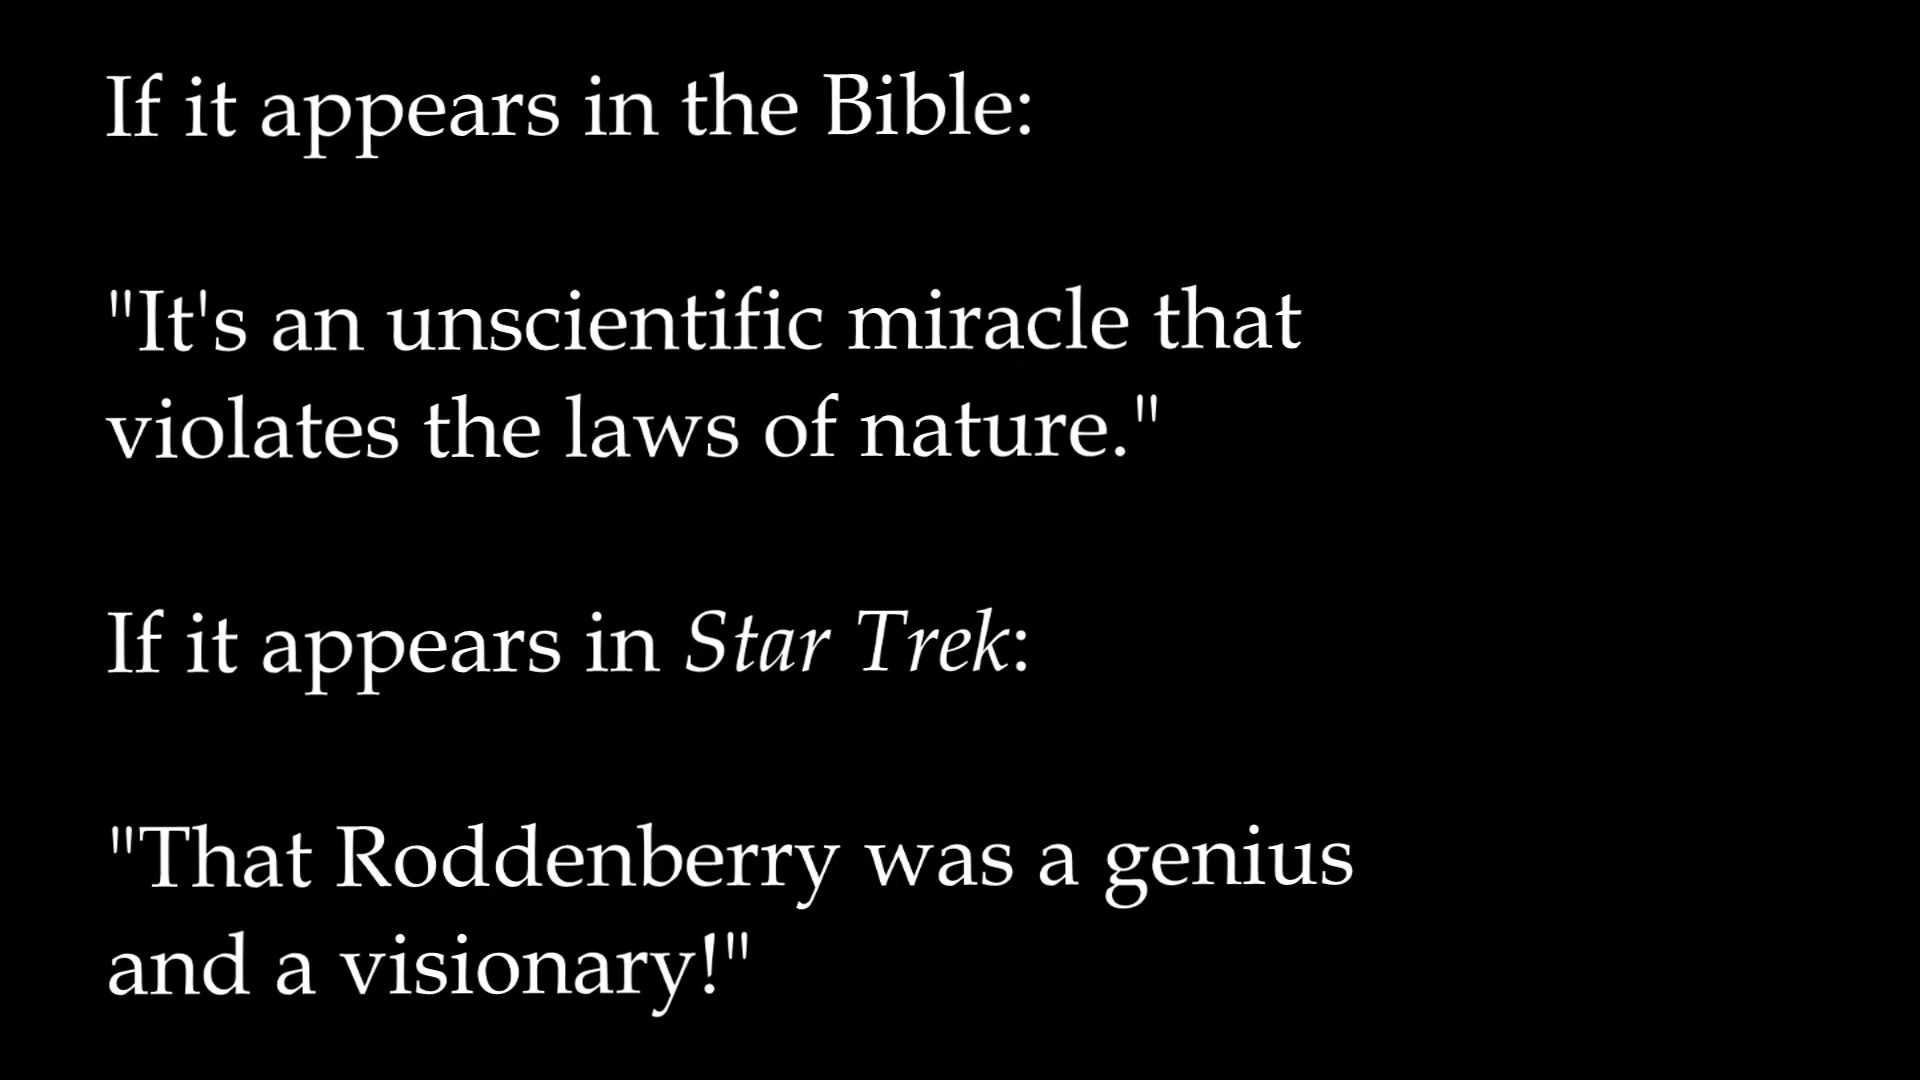 If it appears in the Bible:
"It's an unscientific miracle that
violates the laws of nature."
If it appears in Star Trek:
"That Roddenberry was a genius
and a visionary!"